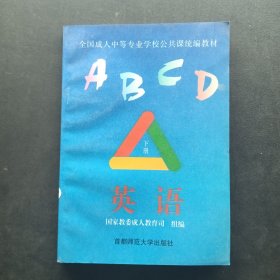 全国成人中等专业学校公共课统编教材
ABCD
下册
英语
国家教委成人教育司 组编
首都师范大学出版社